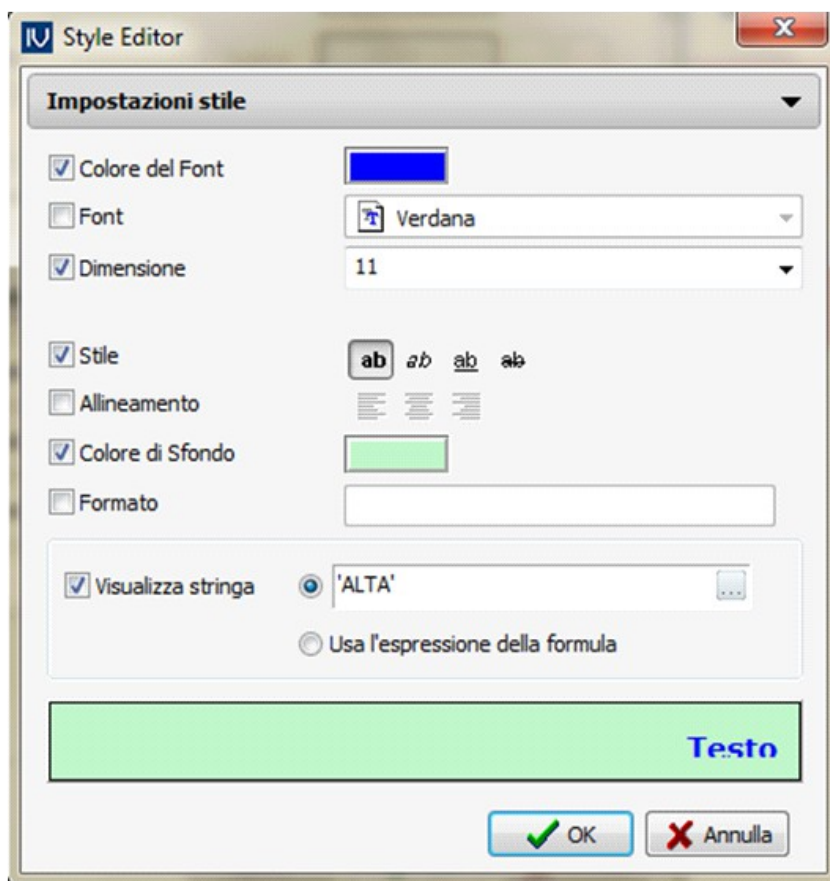 IU Style Editor
Impostazioni stile
Colore del Font
Font Verdana
Dimensione 11
Stile ab ab ab ab
Allineamento
Colore di Sfondo
Formato
Visualizza stringa 'ALTA' ...
Usa l'espressione della formula
Testo
OK Annulla